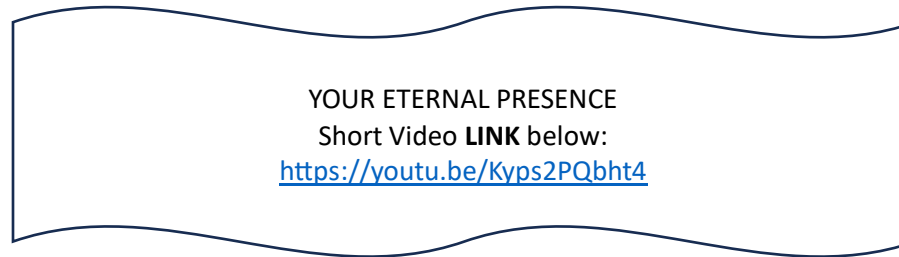 YOUR ETERNAL PRESENCE
Short Video LINK below:
https://youtu.be/Kyps2PQbht4